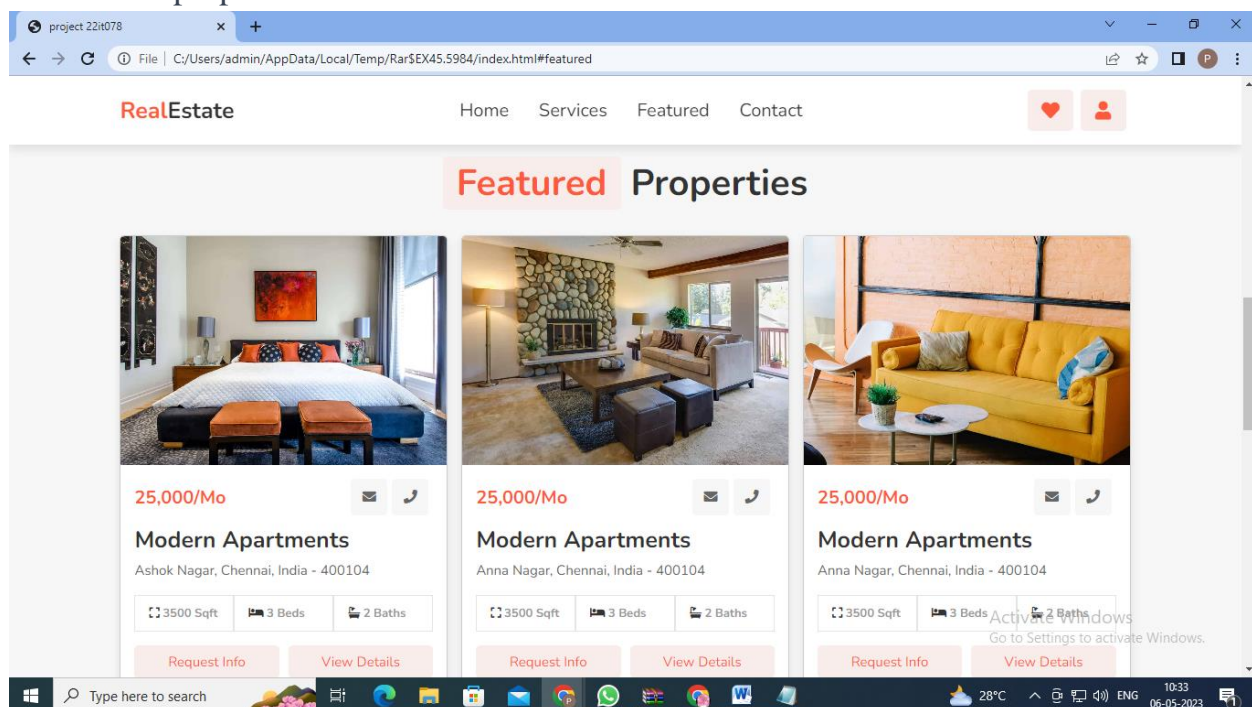 project 22it078
File C:/Users/admin/AppData/Local/Temp/Rar$EX45.5984/index.html#featured
P
RealEstate Home Services Featured Contact
Featured Properties
25,000/Mo 25,000/Mo 25,000/Mo
Modern Apartments Modern Apartments Modern Apartments
Ashok Nagar, Chennai, India - 400104 Anna Nagar, Chennai, India - 400104 Anna Nagar, Chennai, India - 400104
3500 Sqft 3 Beds 2 Baths 3500 Sqft 3 Beds 2 Baths 3500 Sqft 3 Beds 2 Baths
Activate Windows
Go to Settings to activate Windows.
Request Info View Details Request Info View Details Request Info View Details
Type here to search 28°C ENG 10:33
06-05-2023